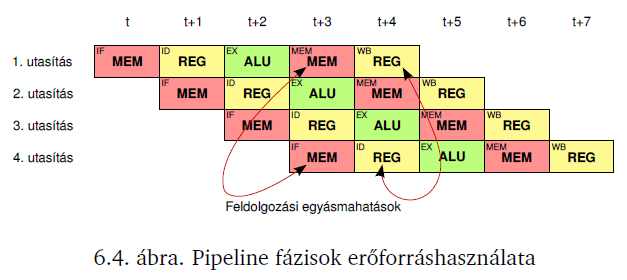 t t+1 t+2 t+3 t+4 t+5 t+6 t+7
1. utasítás IF MEM ID REG EX ALU MEM MEM WB REG
2. utasítás IF MEM ID REG EX ALU MEM MEM WB REG
3. utasítás IF MEM ID REG EX ALU MEM MEM WB REG
4. utasítás IF MEM ID REG EX ALU MEM MEM WB REG
Feldolgozási egyásmahatások
6.4. ábra. Pipeline fázisok erőforráshasználata